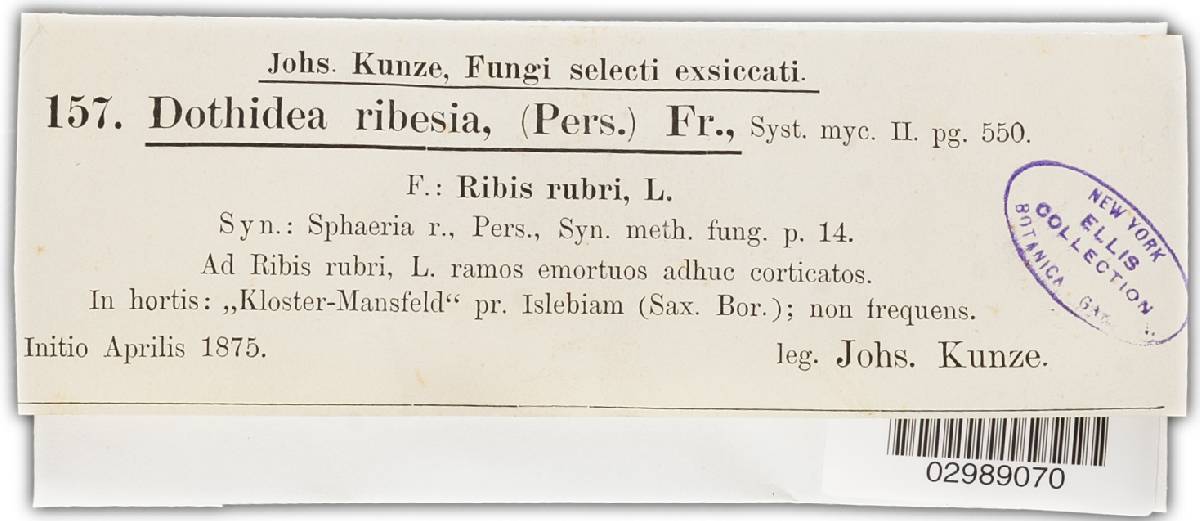 Johs. Kunze, Fungi selecti exsiccati.
157. Dothidea ribesia, (Pers.) Fr., Syst. myc. II. pg. 550.
F.: Ribis rubri, L.
Syn.: Sphaeria r., Pers., Syn. meth. fung. p. 14.
Ad Ribis rubri, L. ramos emortuos adhuc corticatos.
In hortis: „Kloster-Mansfeld“ pr. Islebiam (Sax. Bor.); non frequens.
Initio Aprilis 1875. leg. Johs. Kunze.
NEW YORK
ELLIS
COLLECTION
BOTANICA
02989070